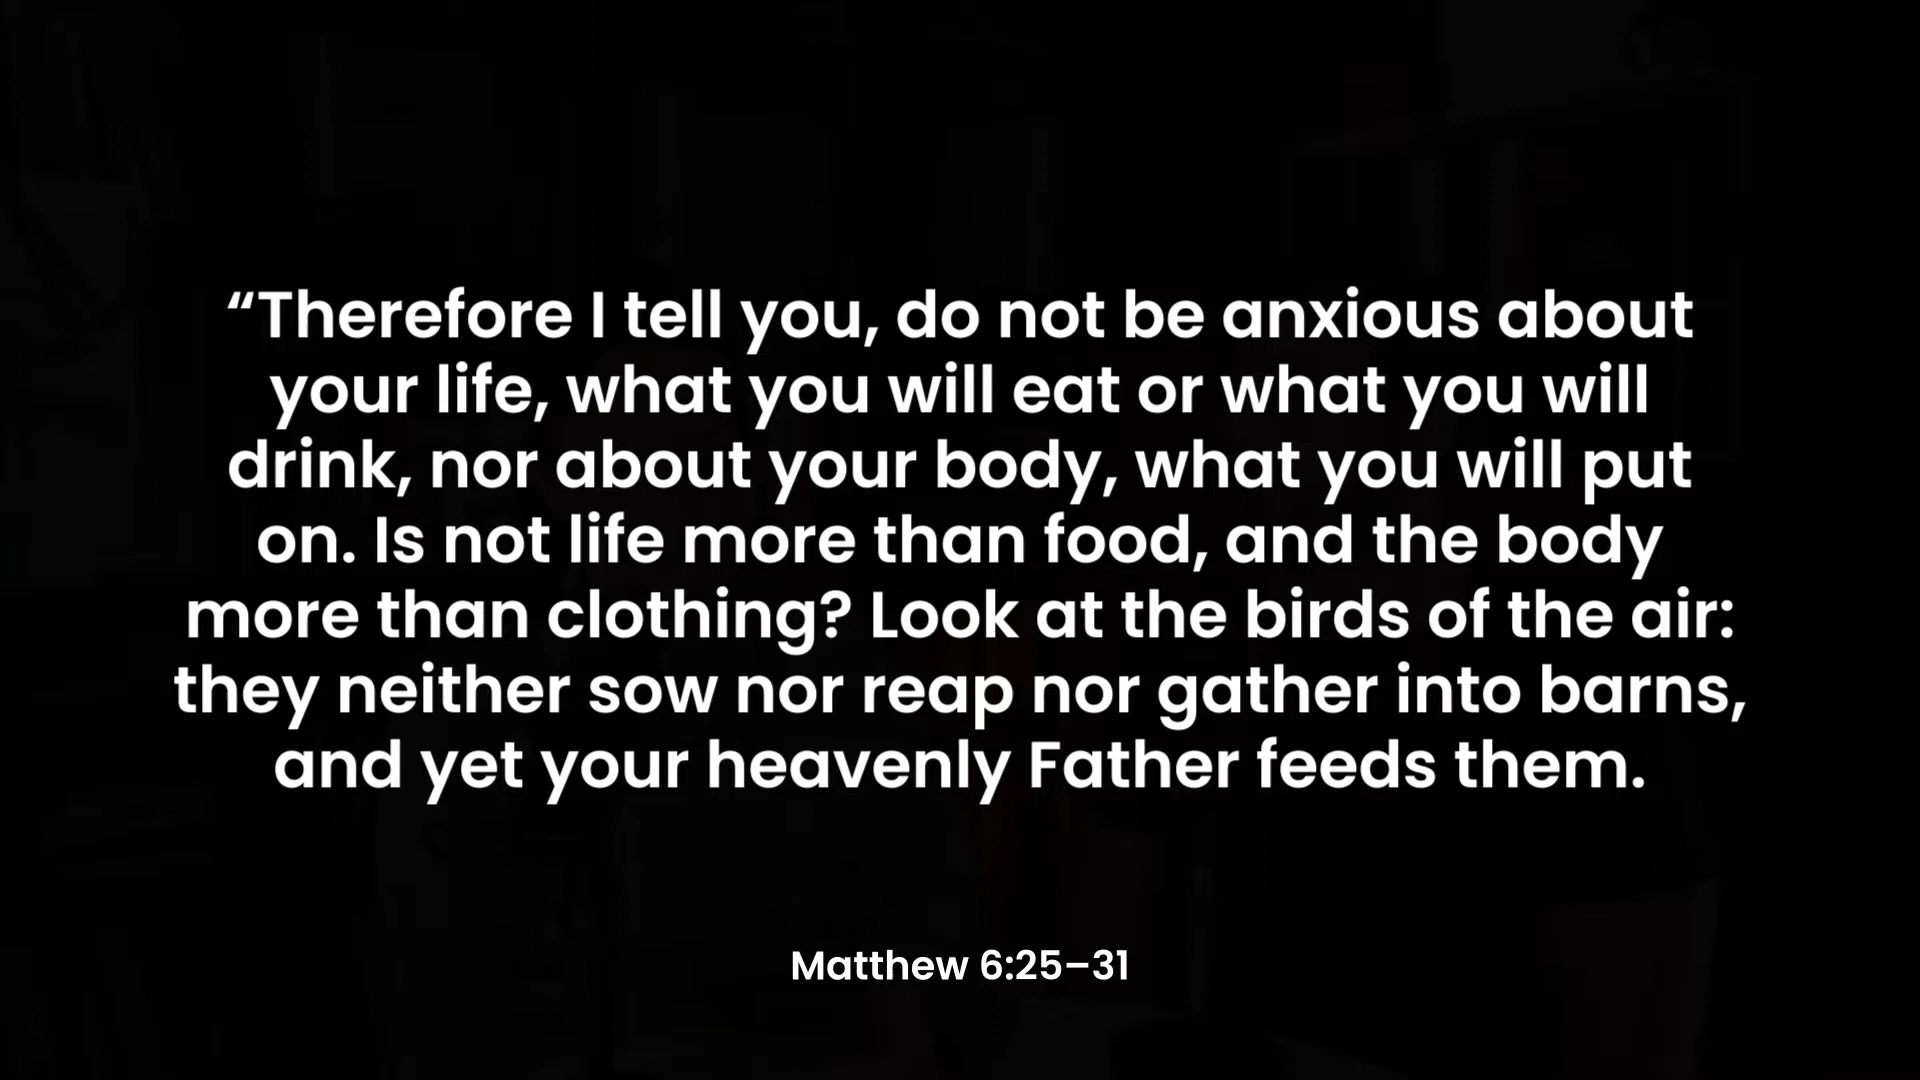 “Therefore I tell you, do not be anxious about
your life, what you will eat or what you will
drink, nor about your body, what you will put
on. Is not life more than food, and the body
more than clothing? Look at the birds of the air:
they neither sow nor reap nor gather into barns,
and yet your heavenly Father feeds them.
Matthew 6:25–31